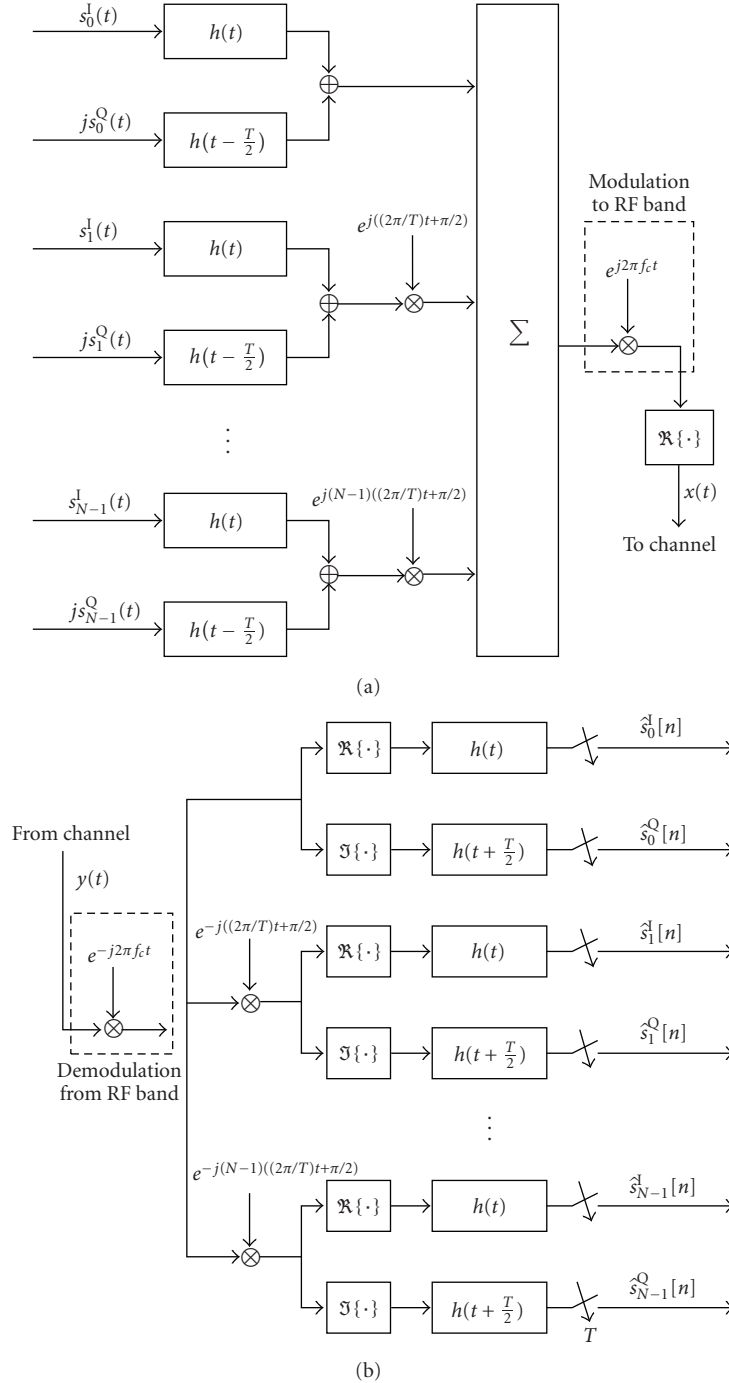 s_0^I(t)
h(t)
js_0^Q(t)
h(t − T/2)
s_1^I(t)
h(t)
e^{j((2π/T)t+π/2)}
js_1^Q(t)
h(t − T/2)
⋮
s_{N−1}^I(t)
h(t)
e^{j(N−1)((2π/T)t+π/2)}
js_{N−1}^Q(t)
h(t − T/2)
∑
Modulation
to RF band
e^{j2πf_ct}
ℜ{·}
x(t)
To channel
(a)
From channel
y(t)
e^{−j2πf_ct}
Demodulation
from RF band
ℜ{·}
h(t)
ŝ_0^I[n]
ℑ{·}
h(t + T/2)
ŝ_0^Q[n]
e^{−j((2π/T)t+π/2)}
ℜ{·}
h(t)
ŝ_1^I[n]
ℑ{·}
h(t + T/2)
ŝ_1^Q[n]
⋮
e^{−j(N−1)((2π/T)t+π/2)}
ℜ{·}
h(t)
ŝ_{N−1}^I[n]
ℑ{·}
h(t + T/2)
ŝ_{N−1}^Q[n]
T
(b)